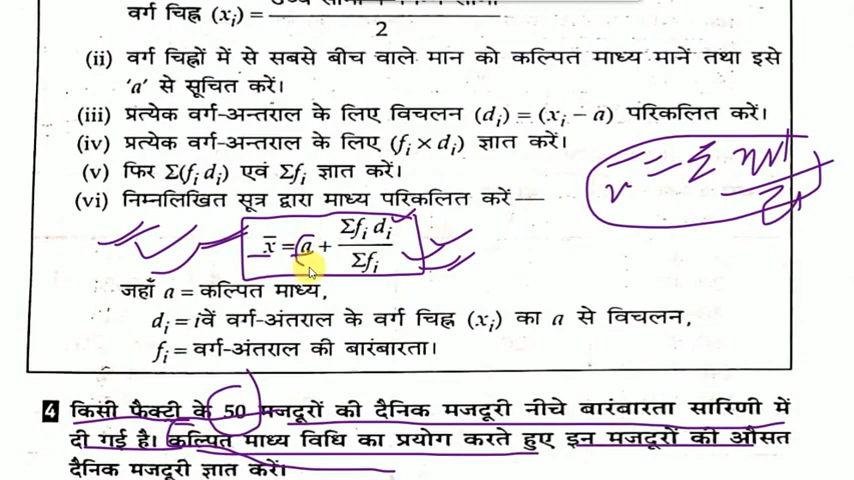 वर्ग चिह्न (xᵢ) = 
2
(ii) वर्ग चिह्नों में से सबसे बीच वाले मान को कल्पित माध्य मानें तथा इसे
‘a’ से सूचित करें।
(iii) प्रत्येक वर्ग-अन्तराल के लिए विचलन (dᵢ) = (xᵢ − a) परिकलित करें।
(iv) प्रत्येक वर्ग-अन्तराल के लिए (fᵢ × dᵢ) ज्ञात करें।
(v) फिर Σ(fᵢ dᵢ) एवं Σfᵢ ज्ञात करें।
(vi) निम्नलिखित सूत्र द्वारा माध्य परिकलित करें—
x̅ = a + Σfᵢ dᵢ / Σfᵢ
जहाँ a = कल्पित माध्य,
dᵢ = iवें वर्ग-अंतराल के वर्ग चिह्न (xᵢ) का a से विचलन,
fᵢ = वर्ग-अंतराल की बारंबारता।
4 किसी फैक्टी के 50 मजदूरों की दैनिक मजदूरी नीचे बारंबारता सारिणी में
दी गई है। कल्पित माध्य विधि का प्रयोग करते हुए इन मजदूरों की औसत
दैनिक मजदूरी ज्ञात करें।